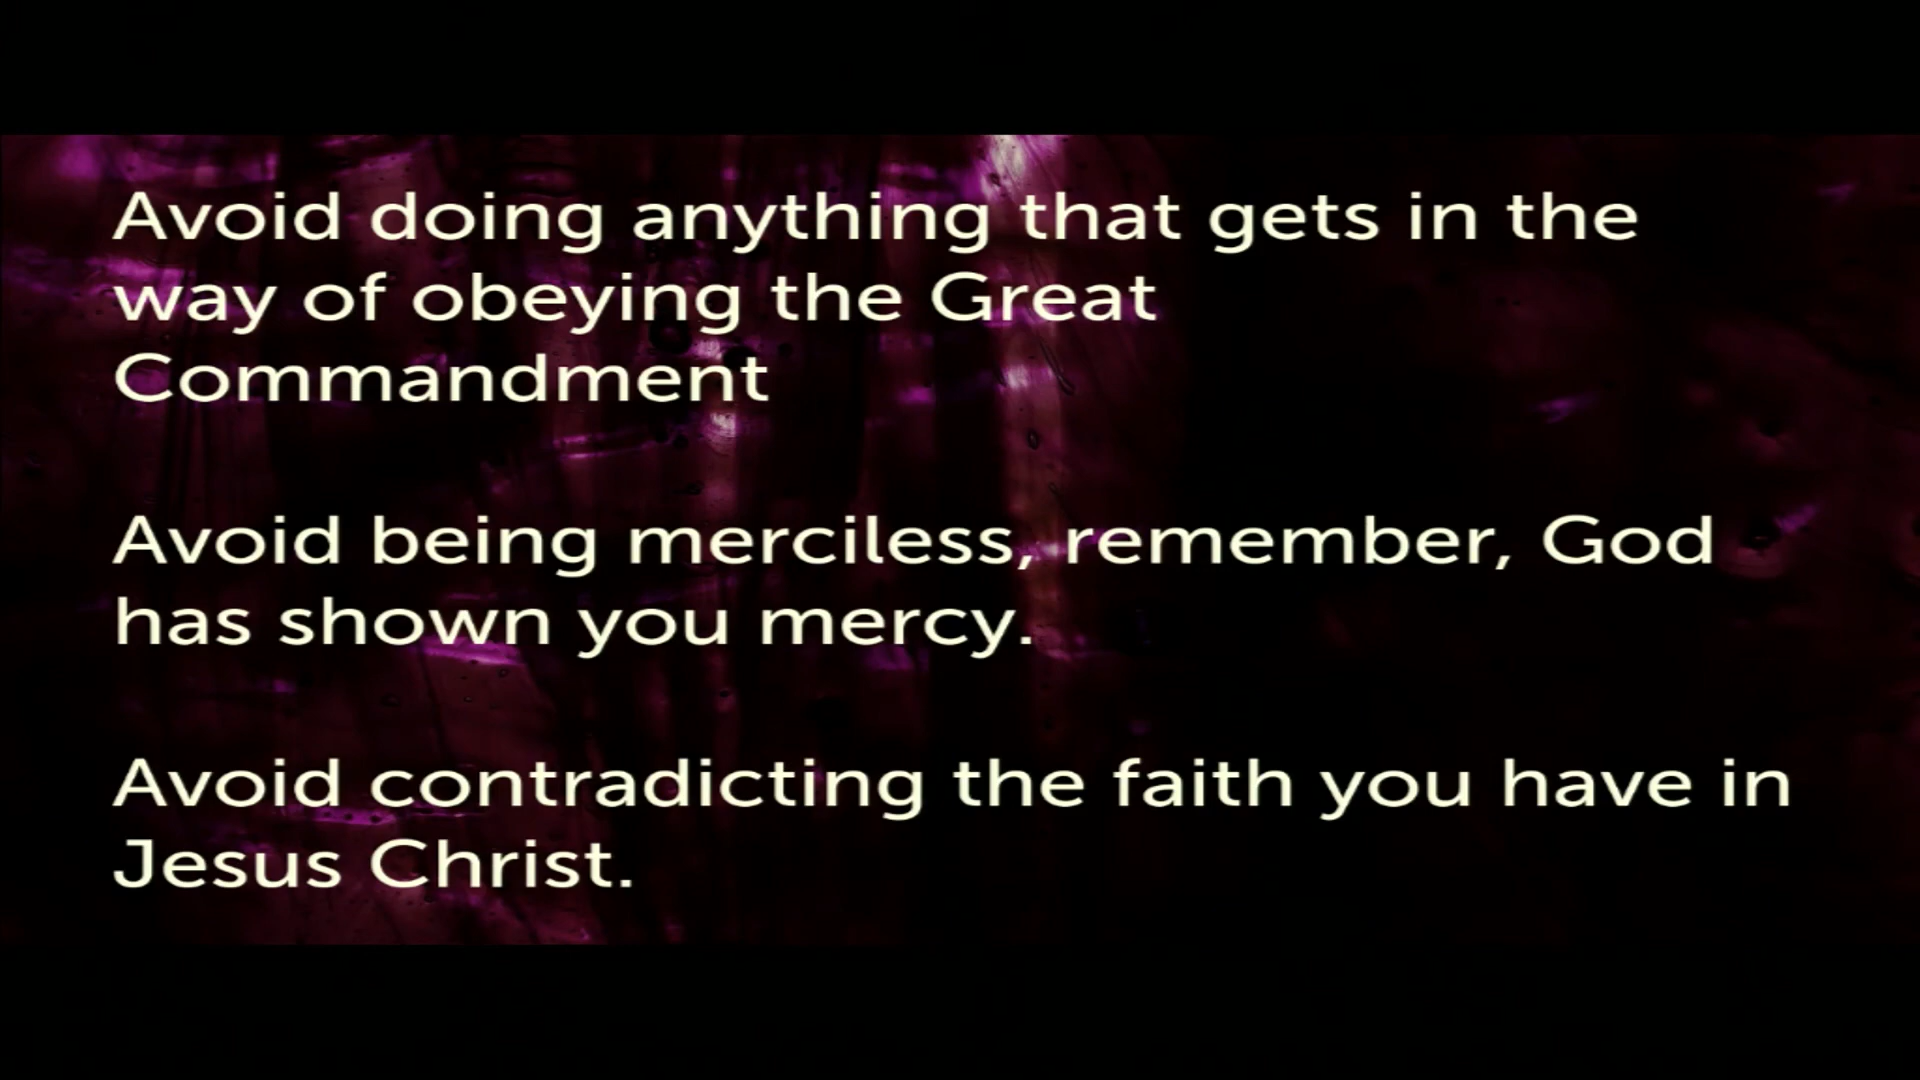 Avoid doing anything that gets in the
way of obeying the Great
Commandment
Avoid being merciless, remember, God
has shown you mercy.
Avoid contradicting the faith you have in
Jesus Christ.